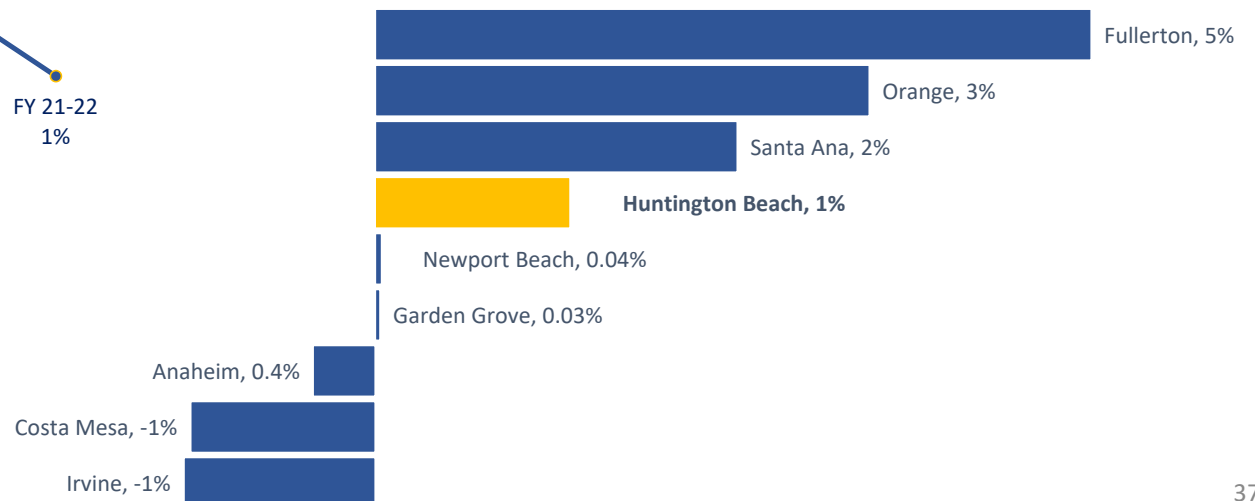 Fullerton, 5%
Orange, 3%
FY 21-22
1%
Santa Ana, 2%
Huntington Beach, 1%
Newport Beach, 0.04%
Garden Grove, 0.03%
Anaheim, 0.4%
Costa Mesa, -1%
Irvine, -1%
37